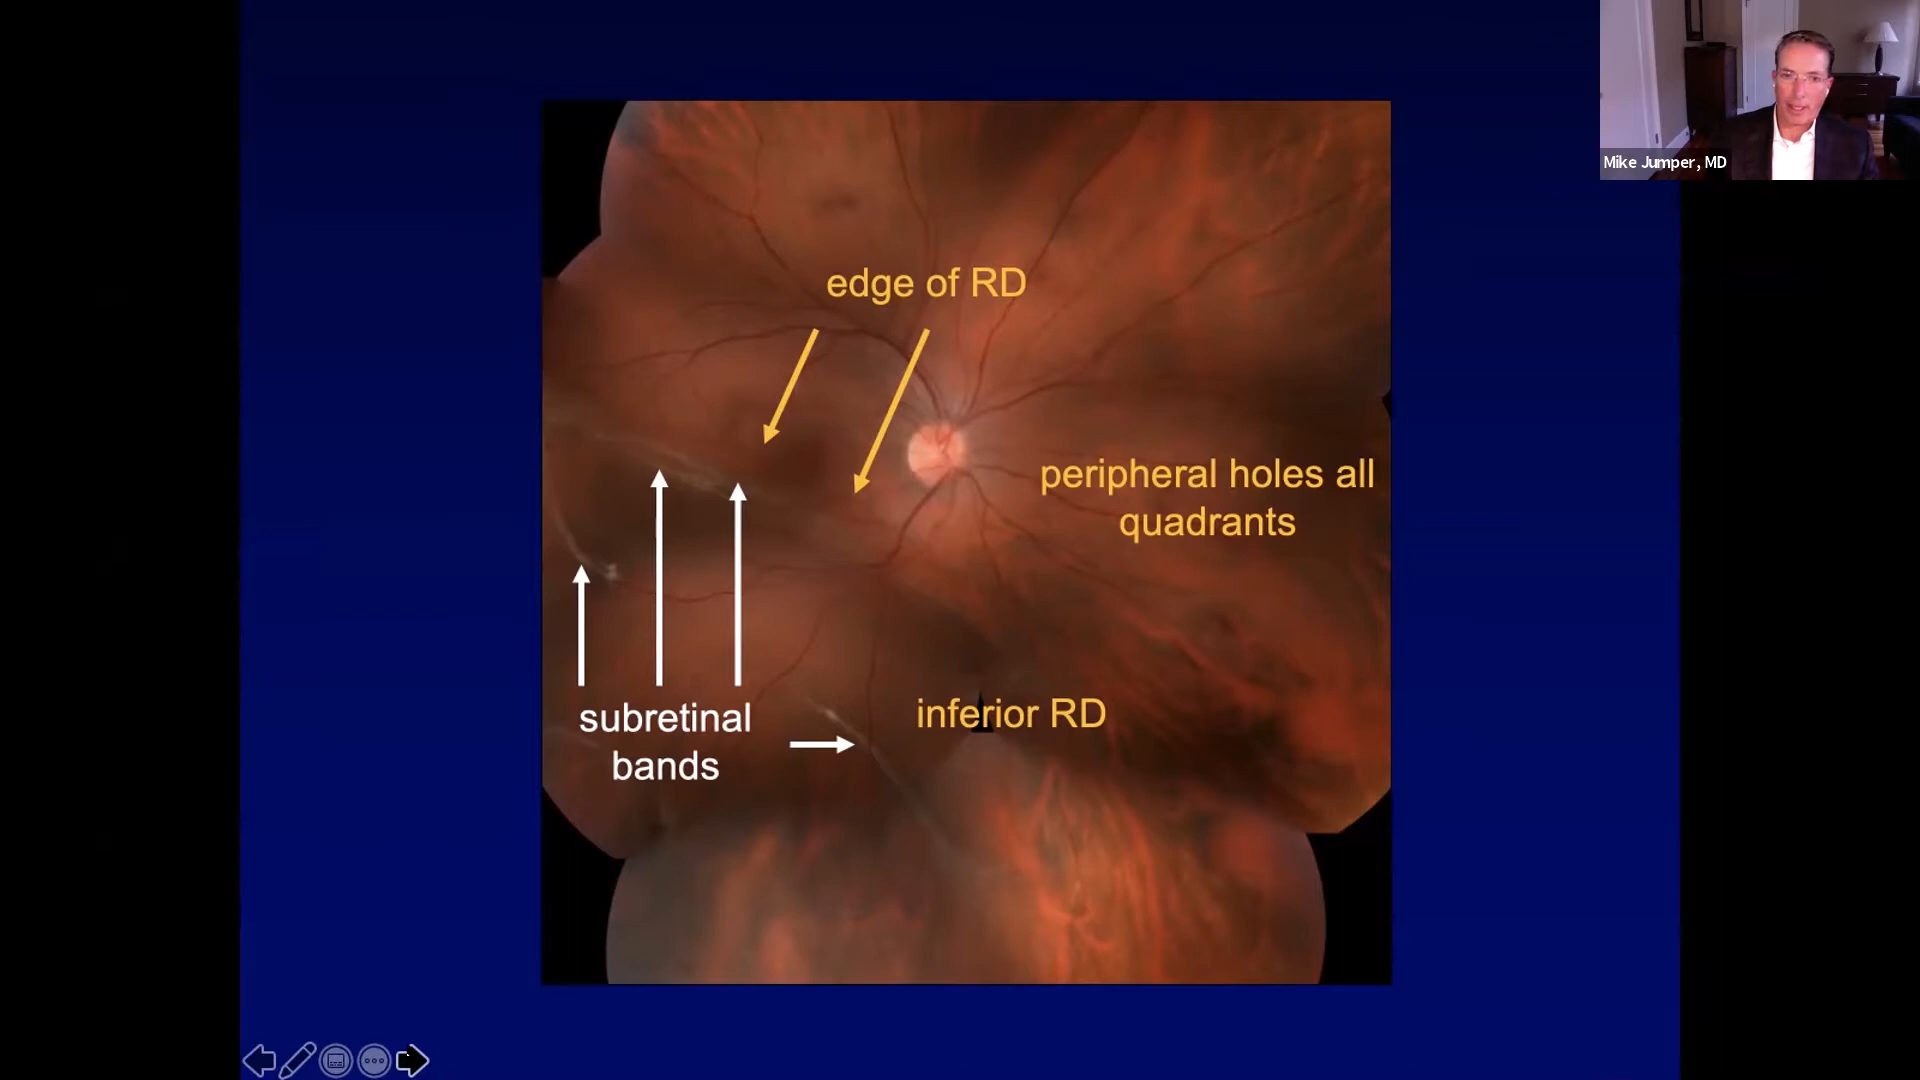 Mike Jumper, MD
edge of RD
peripheral holes all
quadrants
inferior RD
subretinal
bands